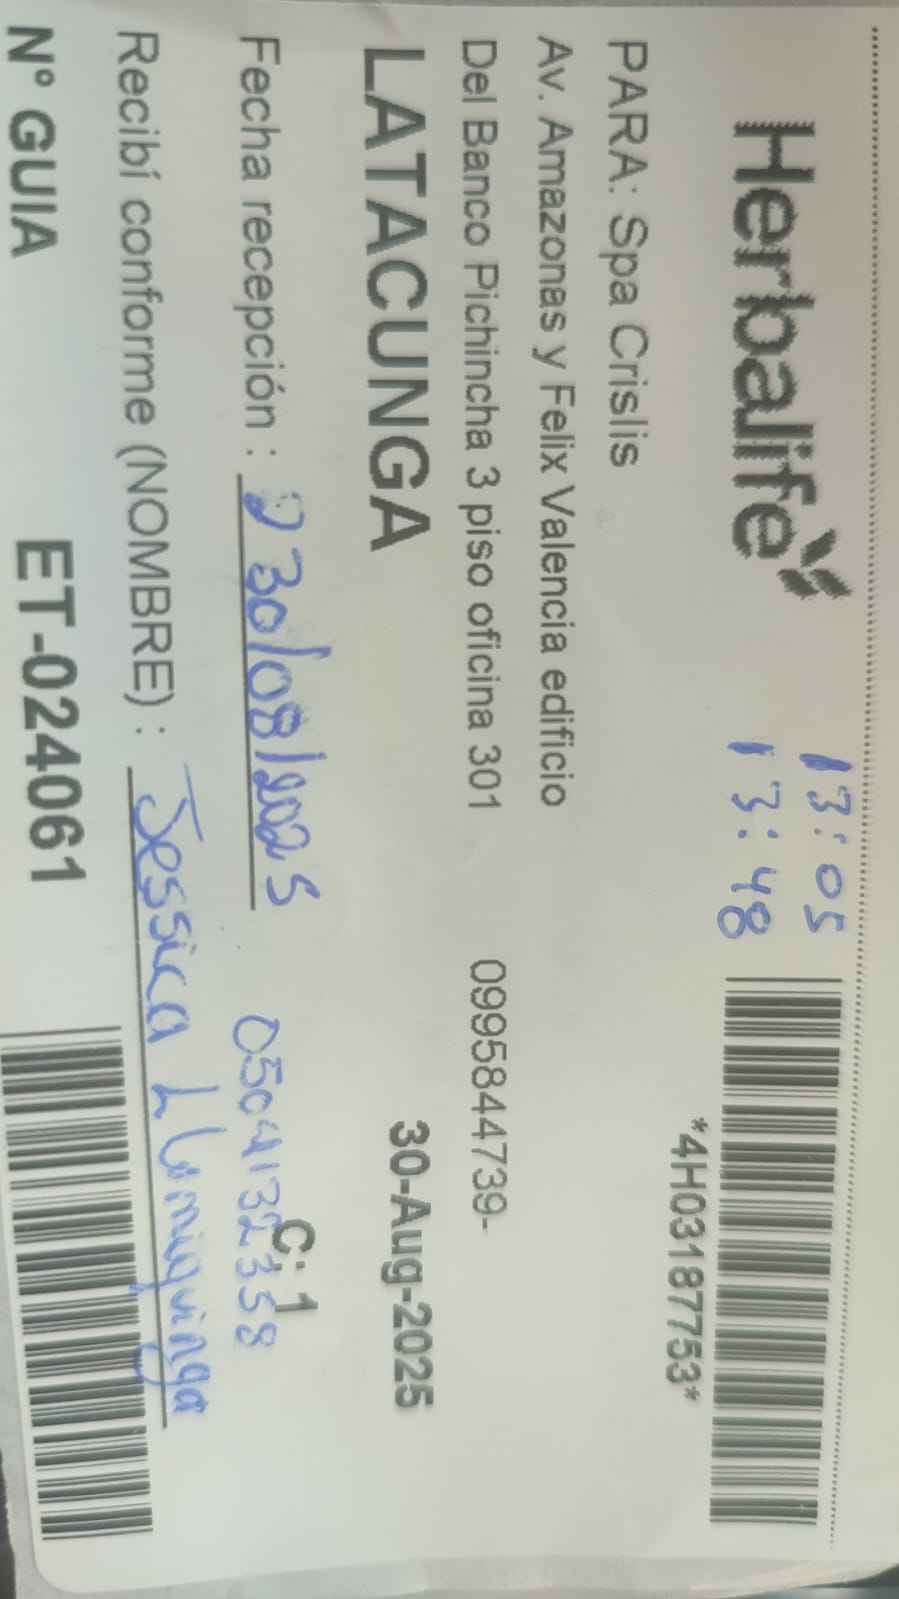 Herbalife
13:05
13:48
*4H03187753*
PARA: Spa Crislis
Av. Amazonas y Felix Valencia edificio
Del Banco Pichincha 3 piso oficina 301 0995844739-
LATACUNGA 30-Aug-2025
C: 1
Fecha recepción : 30/08/2025 0504132358
Recibí conforme (NOMBRE) : Jessica Llumiquinga
N° GUIA ET-024061